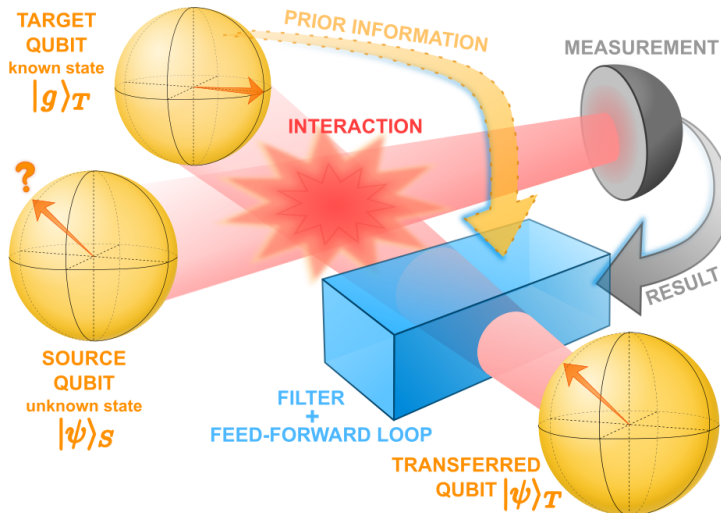 TARGET
QUBIT
known state
|g⟩T
PRIOR INFORMATION
MEASUREMENT
INTERACTION
?
RESULT
SOURCE
QUBIT
unknown state
|ψ⟩S
FILTER
+
FEED-FORWARD LOOP
TRANSFERRED
QUBIT |ψ⟩T